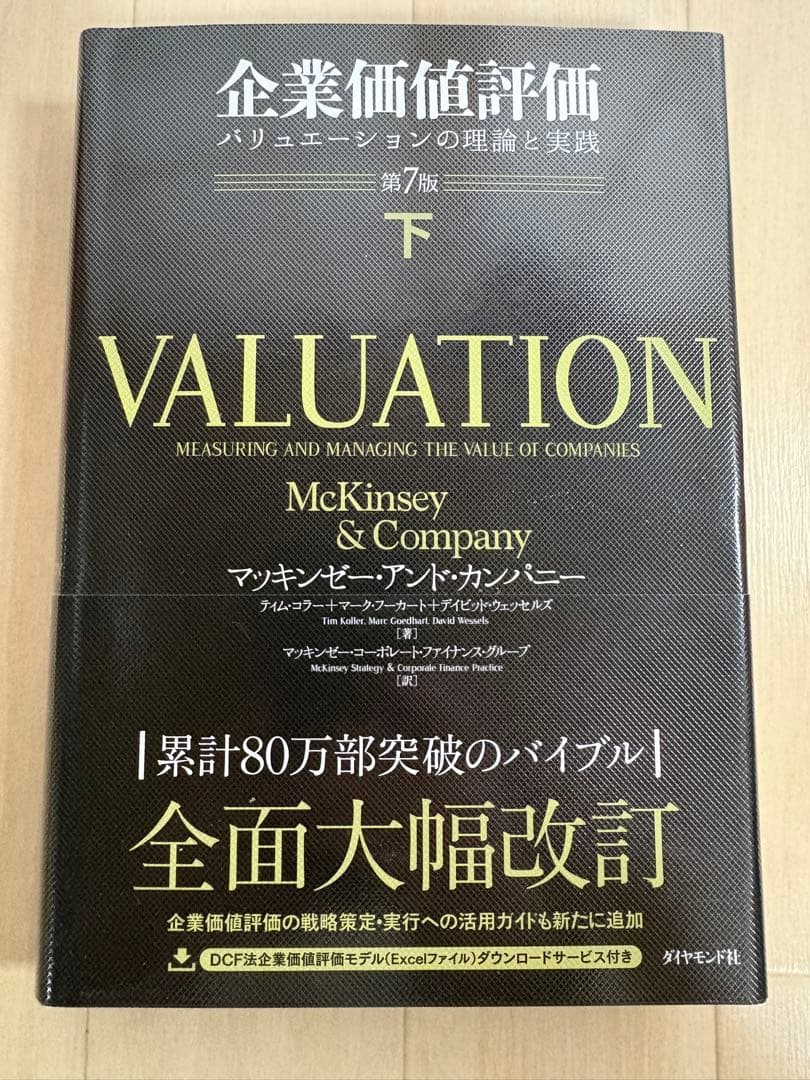 企業価値評価
バリュエーションの理論と実践
第7版
下
VALUATION
MEASURING AND MANAGING THE VALUE OF COMPANIES
McKinsey
& Company
マッキンゼー・アンド・カンパニー
ティム・コラー+マーク・フーカート+デイビッド・ウェッセルズ
Tim Koller, Marc Goedhart, David Wessels
[著]
マッキンゼー・コーポレート・ファイナンス・グループ
McKinsey Strategy & Corporate Finance Practice
[訳]
累計80万部突破のバイブル
全面大幅改訂
企業価値評価の戦略策定・実行への活用ガイドも新たに追加
DCF法企業価値評価モデル(Excelファイル)ダウンロードサービス付き
ダイヤモンド社